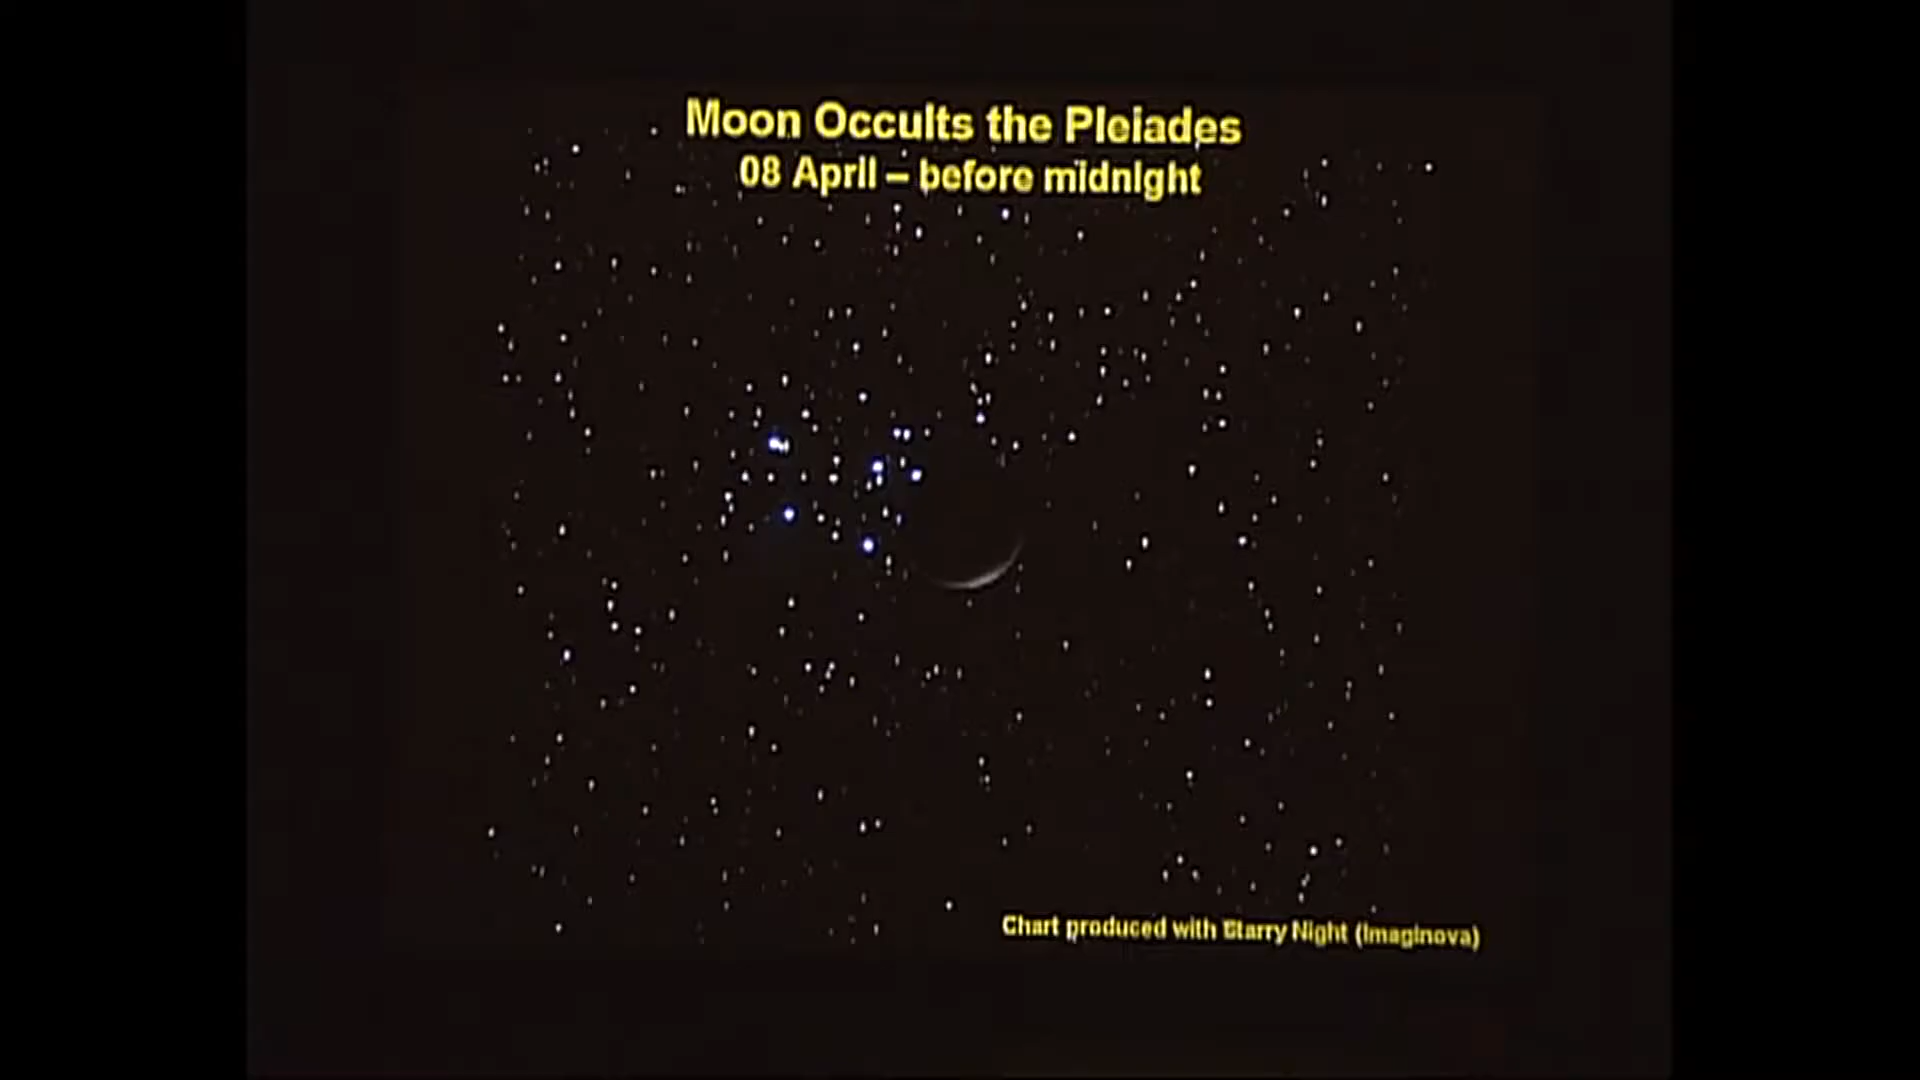 Moon Occults the Pleiades
08 April – before midnight
Chart produced with Starry Night (Imaginova)